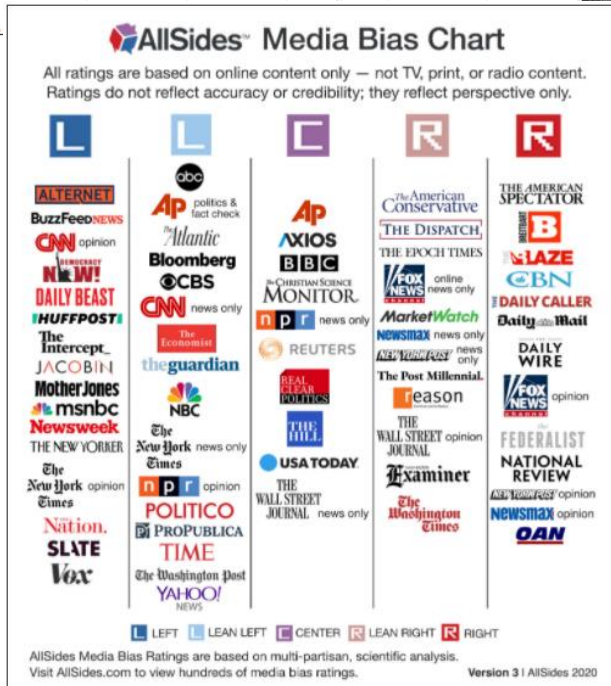 AllSides™ Media Bias Chart
All ratings are based on online content only — not TV, print, or radio content.
Ratings do not reflect accuracy or credibility; they reflect perspective only.
L
L
C
R
R
ALTERNET
BuzzFeedNEWS
CNN opinion
DEMOCRACY
NOW!
DAILY BEAST
HUFFPOST
The
Intercept_
JACOBIN
MotherJones
msnbc
Newsweek
THE NEW YORKER
The
New York opinion
Times
The Nation.
SLATE
Vox
abc
AP politics &
fact check
The Atlantic
Bloomberg
CBS
CNN news only
The
Economist
theguardian
NBC
The
New York news only
Times
npr opinion
POLITICO
PROPUBLICA
TIME
The Washington Post
YAHOO!
NEWS
AP
AXIOS
BBC
The CHRISTIAN SCIENCE
MONITOR
npr news only
REUTERS
REAL
CLEAR
POLITICS
THE
HILL
USA TODAY
THE
WALL STREET
JOURNAL news only
The American
Conservative
THE DISPATCH
THE EPOCH TIMES
FOX
NEWS
channel
online
news only
MarketWatch
Newsmax news only
NEW YORK POST news
only
The Post Millennial.
reason
THE
WALL STREET opinion
JOURNAL
Examiner
The
Washington
Times
THE AMERICAN
SPECTATOR
BREITBART
B
BLAZE
CBN
THE DAILY CALLER
Daily Mail
THE
DAILY
WIRE
FOX
NEWS
channel
opinion
THE
FEDERALIST
NATIONAL
REVIEW
NEW YORK POST opinion
Newsmax opinion
OAN
L LEFT L LEAN LEFT C CENTER R LEAN RIGHT R RIGHT
AllSides Media Bias Ratings are based on multi-partisan, scientific analysis.
Visit AllSides.com to view hundreds of media bias ratings.
Version 3 | AllSides 2020